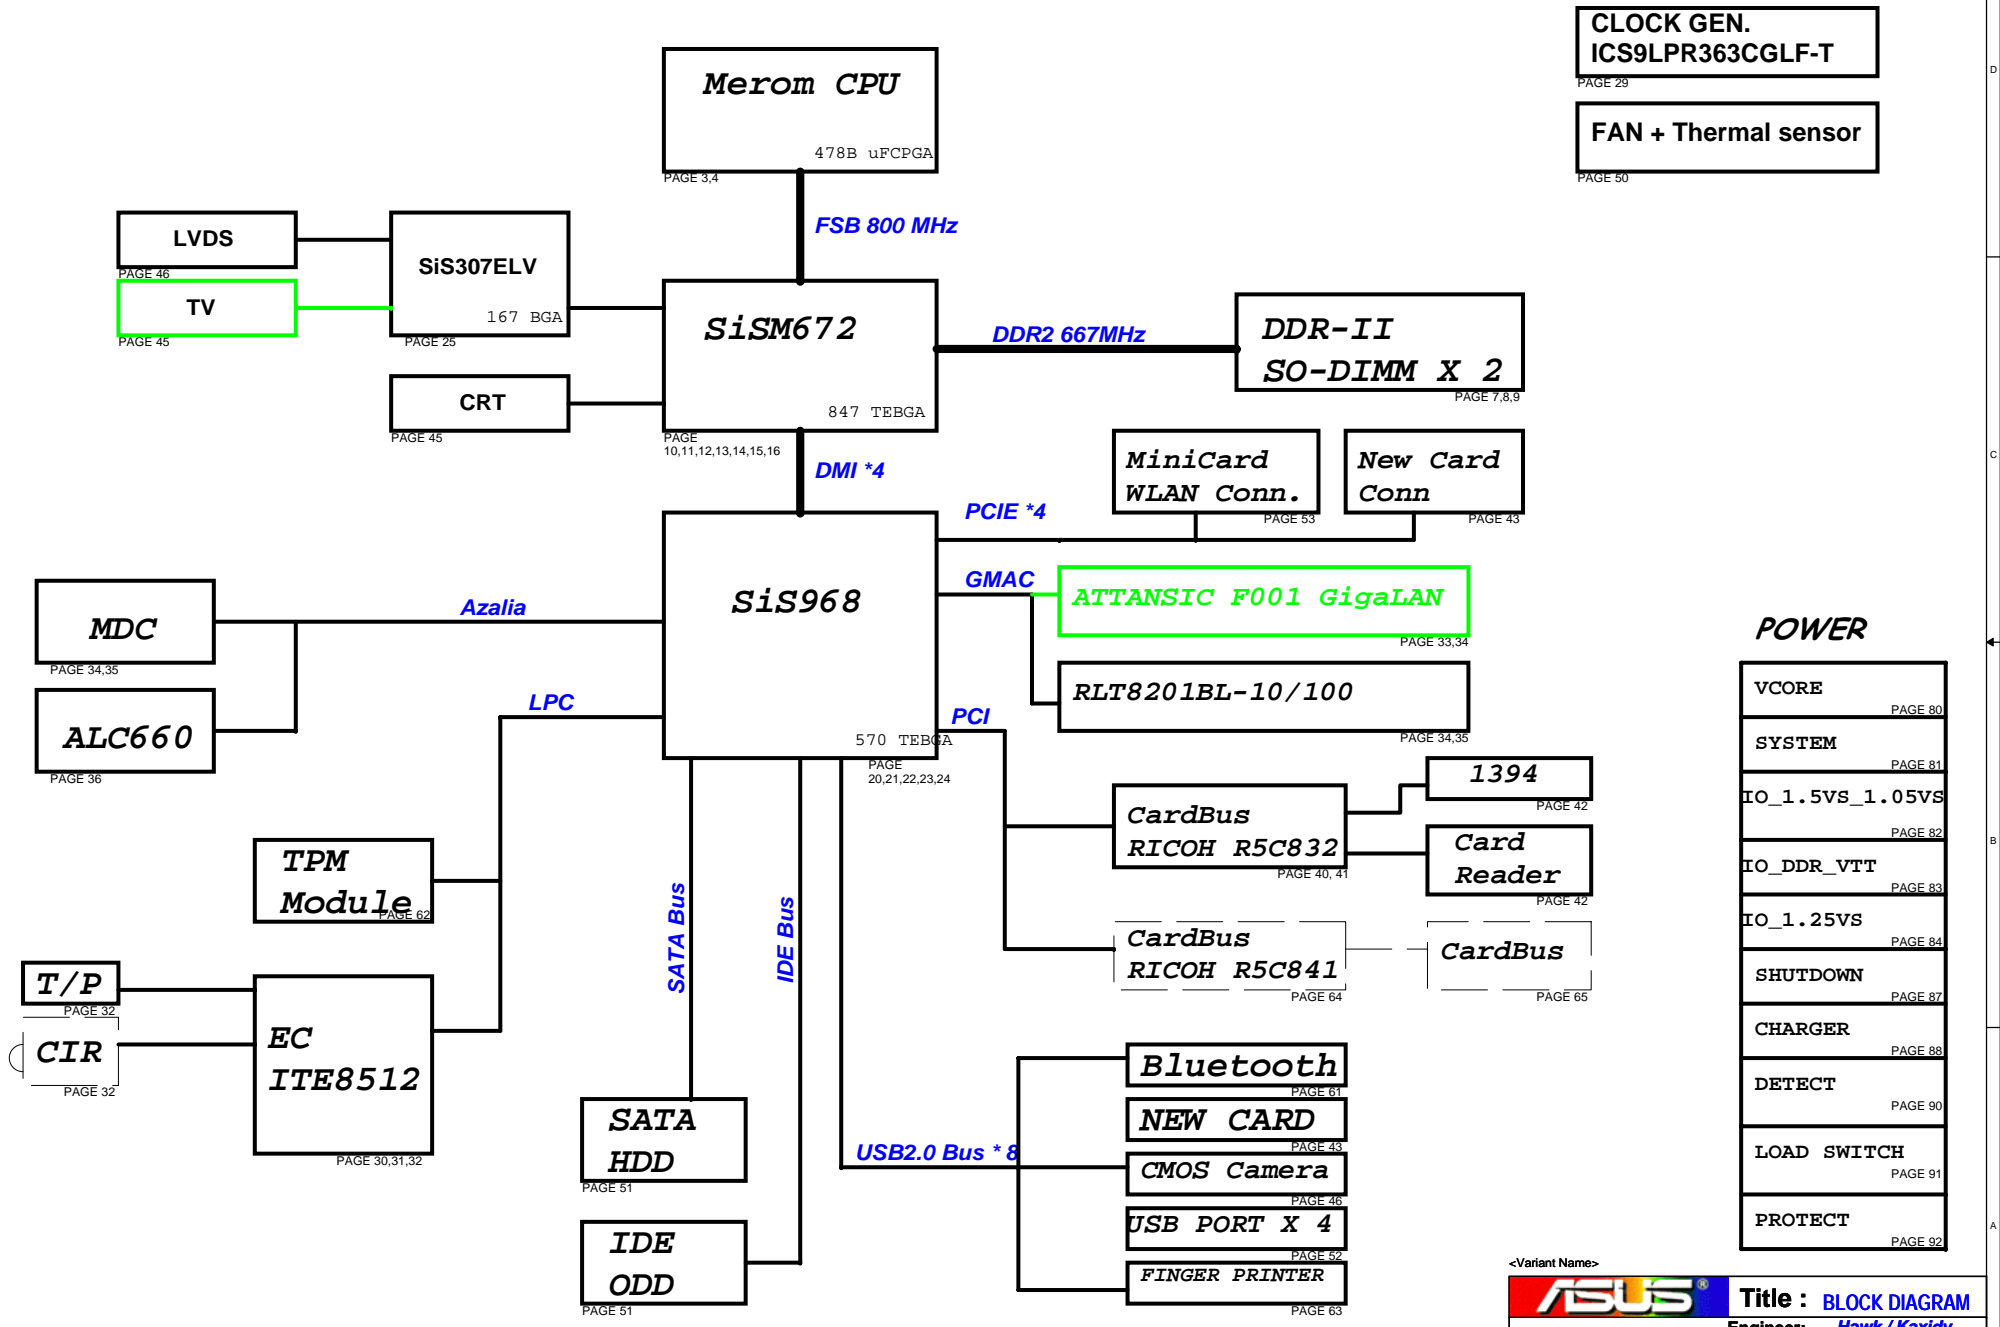 CLOCK GEN.
ICS9LPR363CGLF-T
PAGE 29
D
FAN + Thermal sensor
PAGE 50
Merom CPU
478B uFCPGA
PAGE 3,4
FSB 800 MHz
LVDS
PAGE 46
TV
PAGE 45
SiS307ELV
167 BGA
PAGE 25
CRT
PAGE 45
SiSM672
847 TEBGA
PAGE
10,11,12,13,14,15,16
DDR2 667MHz
DDR-II
SO-DIMM X 2
PAGE 7,8,9
DMI *4
C
MiniCard
WLAN Conn.
PAGE 53
New Card
Conn
PAGE 43
PCIE *4
SiS968
570 TEBGA
PAGE
20,21,22,23,24
GMAC
ATTANSIC F001 GigaLAN
PAGE 33,34
RLT8201BL-10/100
PAGE 34,35
PCI
Azalia
MDC
PAGE 34,35
ALC660
PAGE 36
LPC
TPM
Module
PAGE 62
T/P
PAGE 32
CIR
PAGE 32
EC
ITE8512
PAGE 30,31,32
SATA Bus
IDE Bus
SATA
HDD
PAGE 51
IDE
ODD
PAGE 51
CardBus
RICOH R5C832
PAGE 40, 41
1394
PAGE 42
Card
Reader
PAGE 42
CardBus
RICOH R5C841
PAGE 64
CardBus
PAGE 65
USB2.0 Bus * 8
Bluetooth
PAGE 61
NEW CARD
PAGE 43
CMOS Camera
PAGE 46
USB PORT X 4
PAGE 52
FINGER PRINTER
PAGE 63
POWER
VCORE
PAGE 80
SYSTEM
PAGE 81
IO_1.5VS_1.05VS
PAGE 82
IO_DDR_VTT
PAGE 83
IO_1.25VS
PAGE 84
SHUTDOWN
PAGE 87
CHARGER
PAGE 88
DETECT
PAGE 90
LOAD SWITCH
PAGE 91
PROTECT
PAGE 92
B
A
<Variant Name>
ASUS®
Title : BLOCK DIAGRAM
Engineer: Hawk / Kaxidy